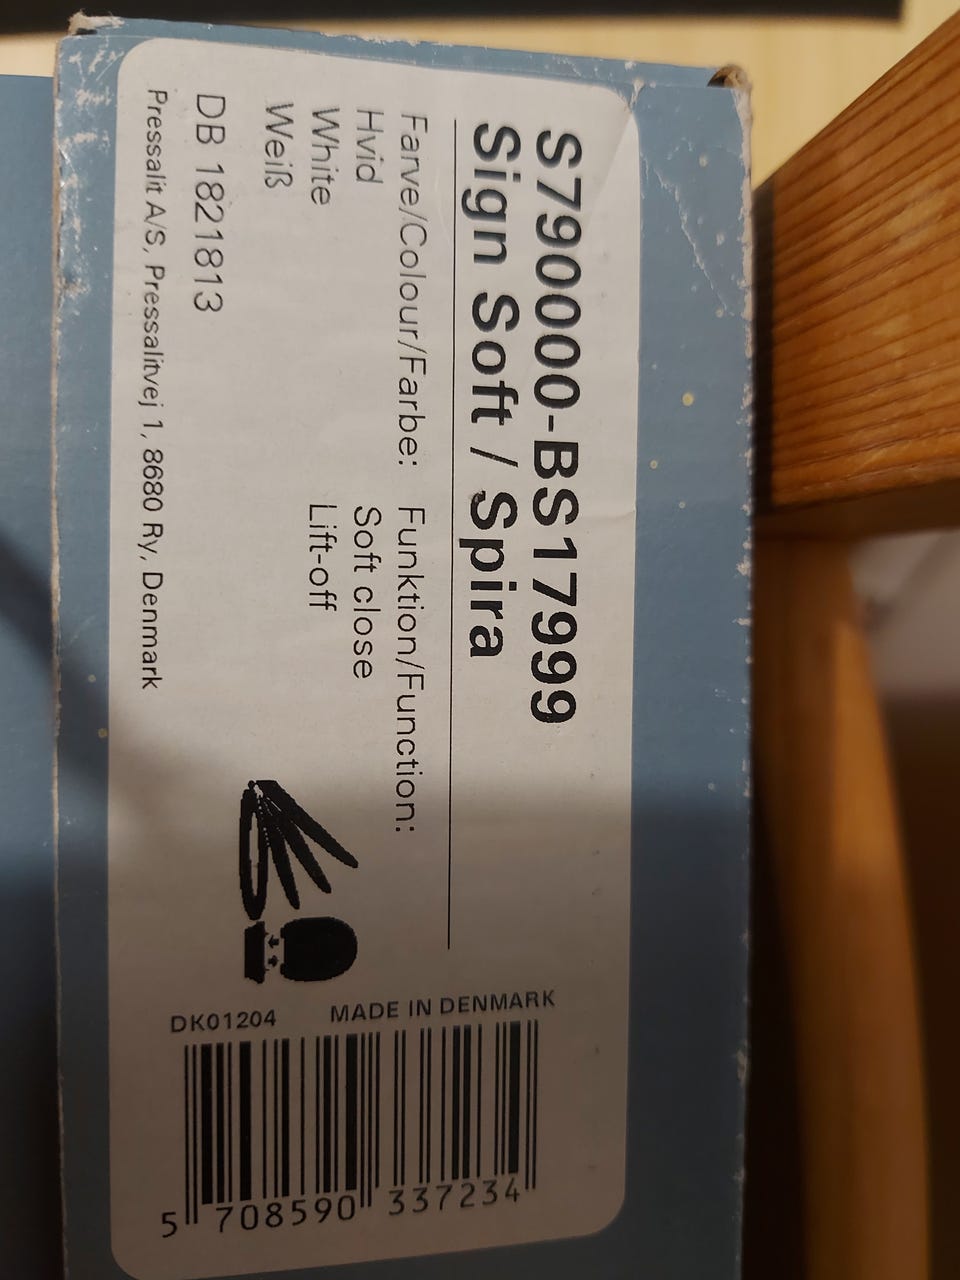 S790000-BS17999
Sign Soft / Spira
Farve/Colour/Farbe:
Hvid
White
Weiß
Funktion/Function:
Soft close
Lift-off
DB 1821813
Pressalit A/S, Pressalitvej 1, 8680 Ry, Denmark
DK01204
MADE IN DENMARK
5 708590 337234